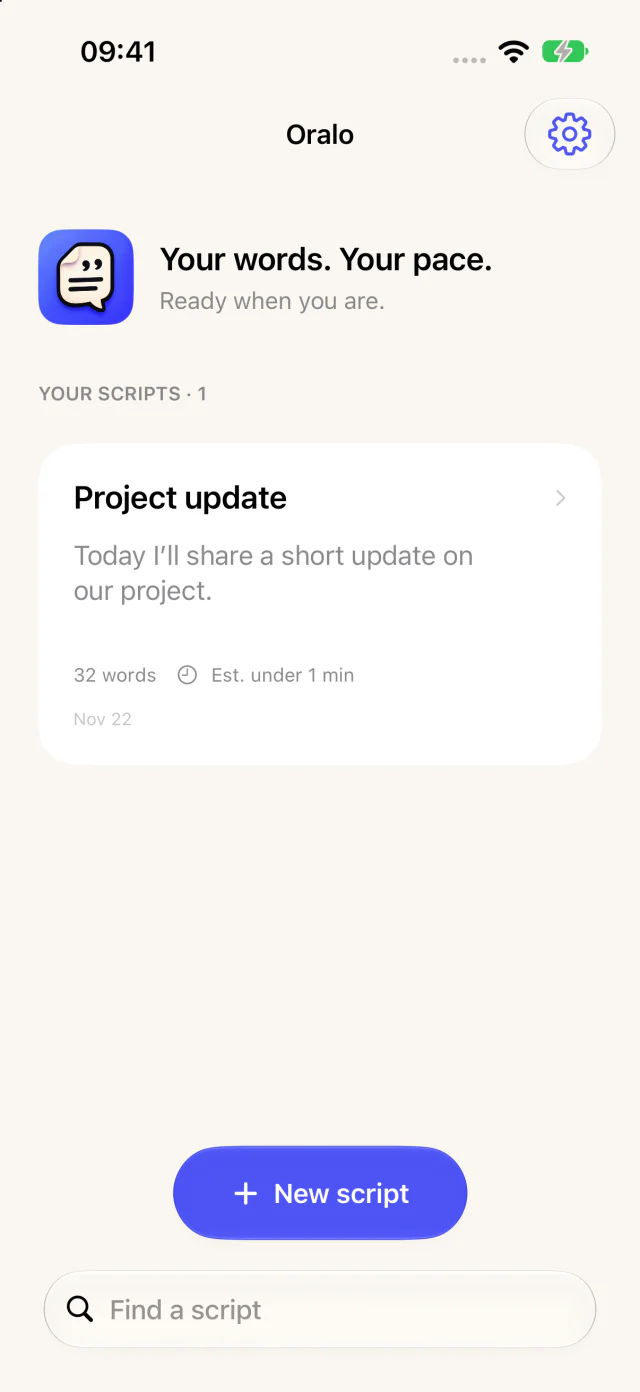 09:41
Oralo
Your words. Your pace.
Ready when you are.
YOUR SCRIPTS · 1
Project update
Today I’ll share a short update on
our project.
32 words Est. under 1 min
Nov 22
+ New script
Find a script